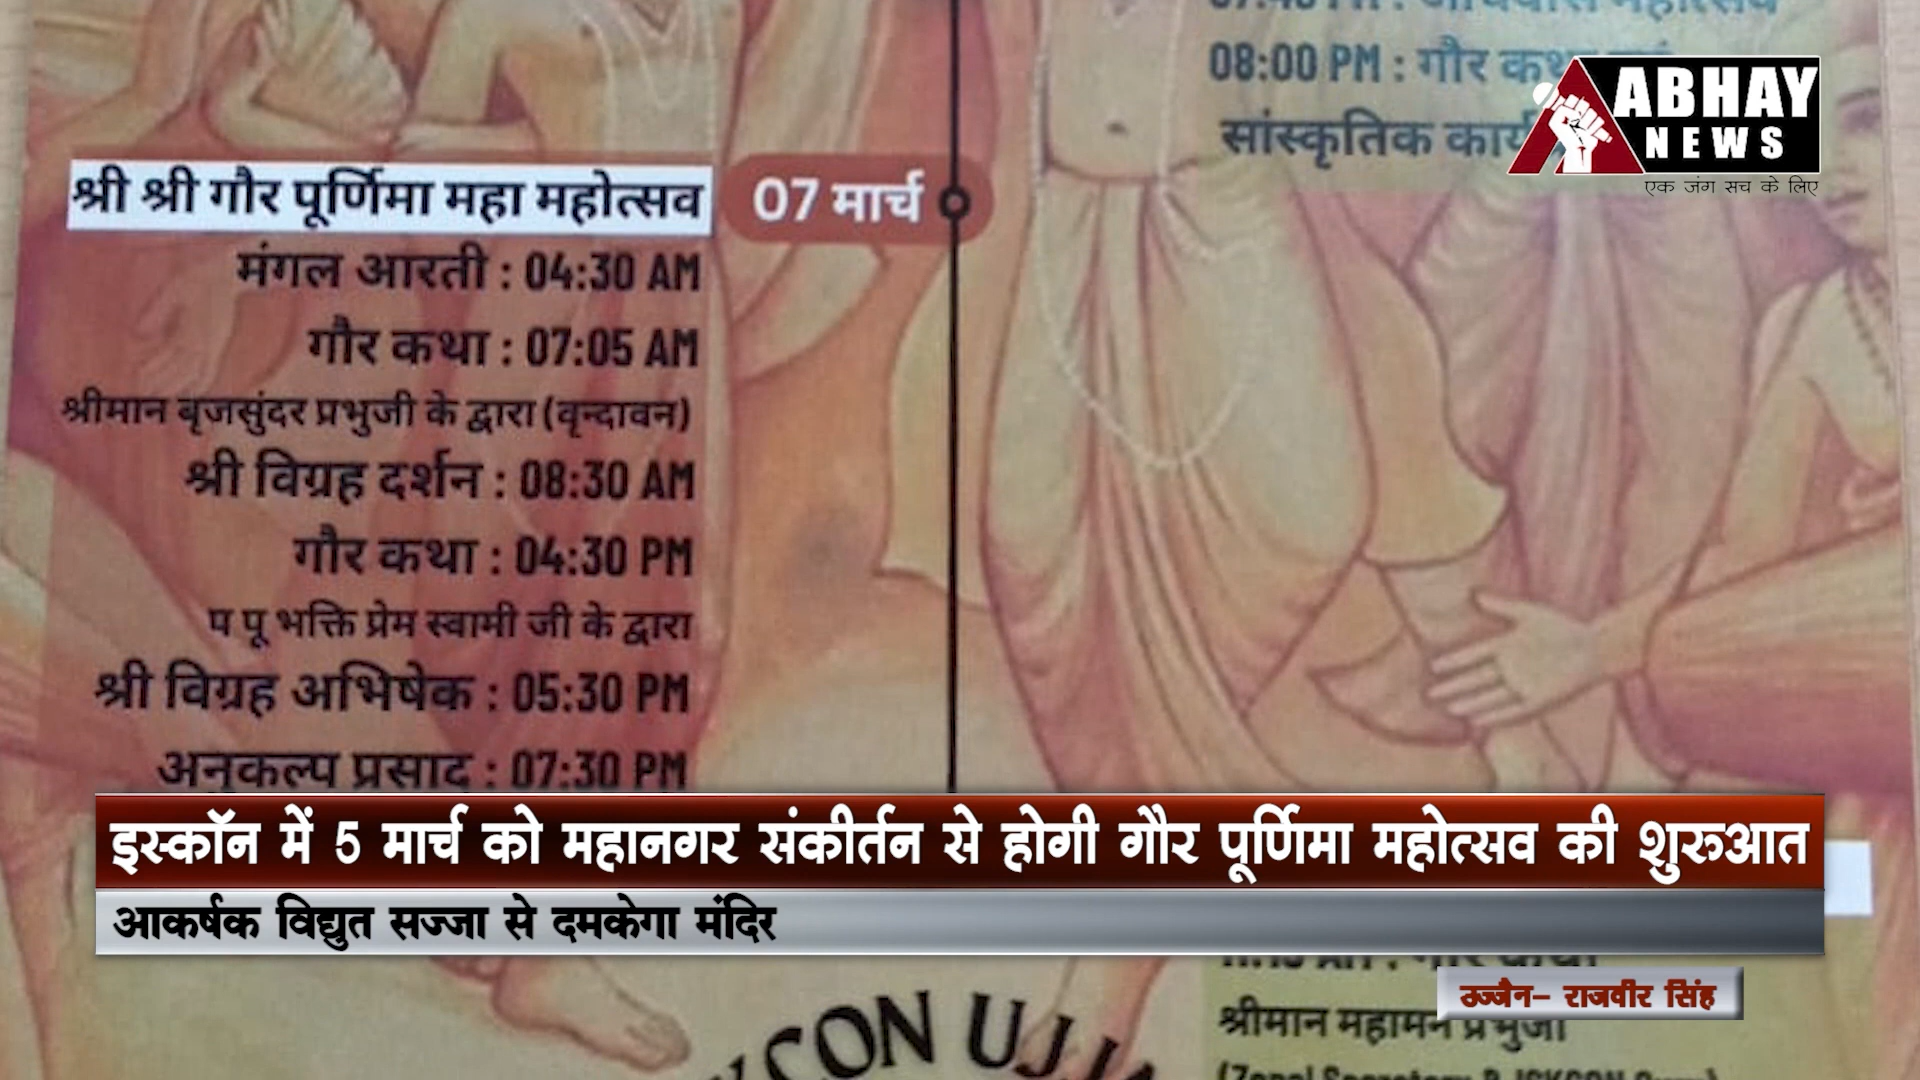 08:00 PM : गौर कथा
सांस्कृतिक
ABHAY
NEWS
एक जंग सच के लिए
श्री श्री गौर पूर्णिमा महा महोत्सव
07 मार्च
मंगल आरती : 04:30 AM
गौर कथा : 07:05 AM
श्रीमान बृजसुंदर प्रभुजी के द्वारा (वृन्दावन)
श्री विग्रह दर्शन : 08:30 AM
गौर कथा : 04:30 PM
प पू भक्ति प्रेम स्वामी जी के द्वारा
श्री विग्रह अभिषेक : 05:30 PM
अनुकल्प प्रसाद : 07:30 PM
इस्कॉन में 5 मार्च को महानगर संकीर्तन से होगी गौर पूर्णिमा महोत्सव की शुरुआत
आकर्षक विद्युत सज्जा से दमकेगा मंदिर
उज्जैन- राजवीर सिंह
श्रीमान महामन प्रभुजी